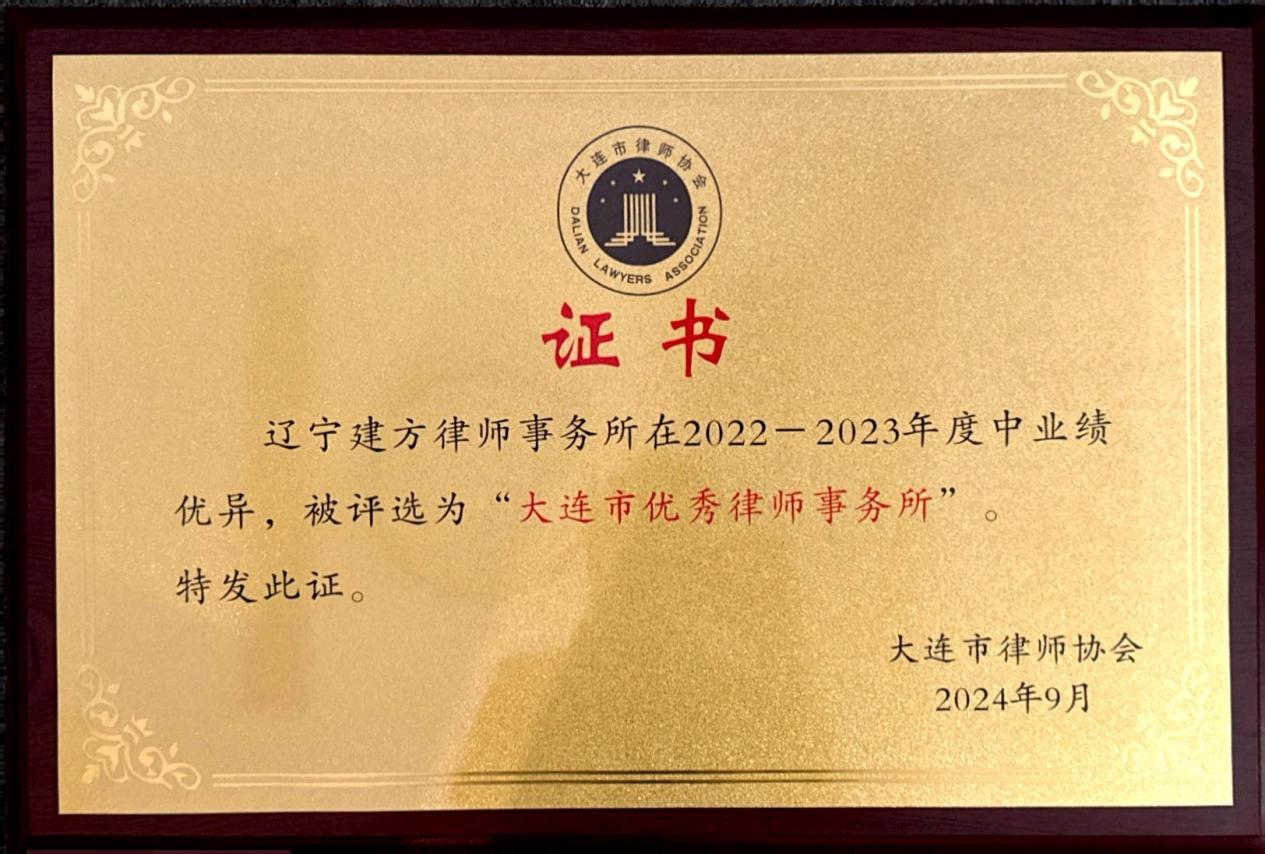 大连市律师协会
DALIAN LAWYERS ASSOCIATION
证书
辽宁建方律师事务所在2022－2023年度中业绩
优异，被评选为“大连市优秀律师事务所”。
特发此证。
大连市律师协会
2024年9月